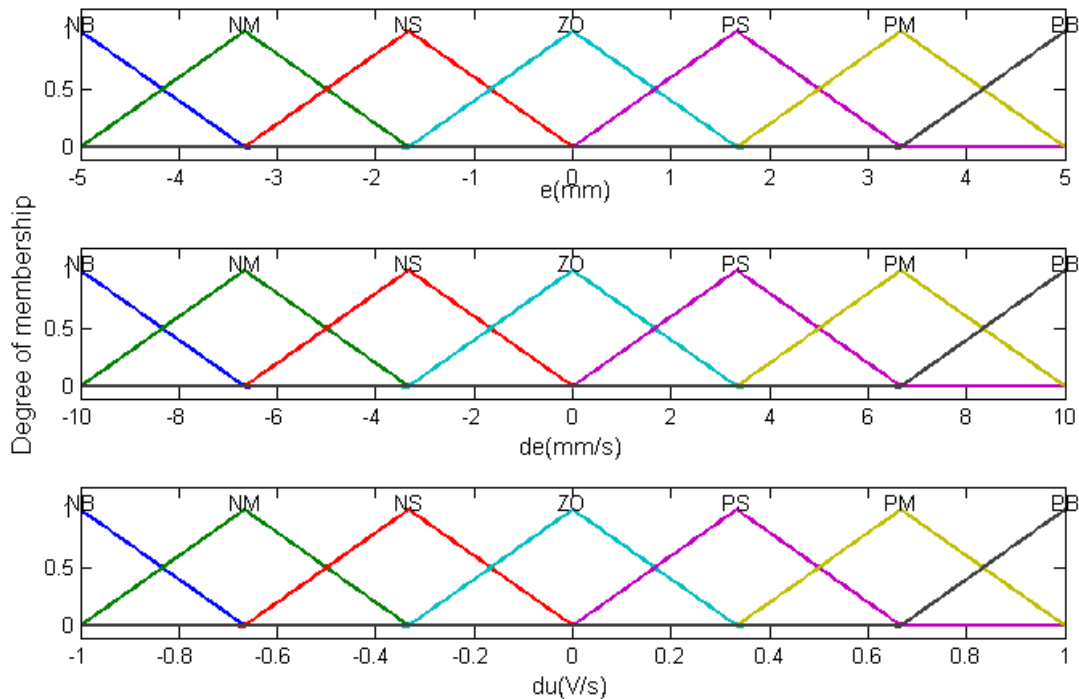 NB NM NS ZO PS PM PB
1
0.5
0
-5 -4 -3 -2 -1 0 1 2 3 4 5
e(mm)
Degree of membership
NB NM NS ZO PS PM PB
1
0.5
0
-10 -8 -6 -4 -2 0 2 4 6 8 10
de(mm/s)
NB NM NS ZO PS PM PB
1
0.5
0
-1 -0.8 -0.6 -0.4 -0.2 0 0.2 0.4 0.6 0.8 1
du(V/s)